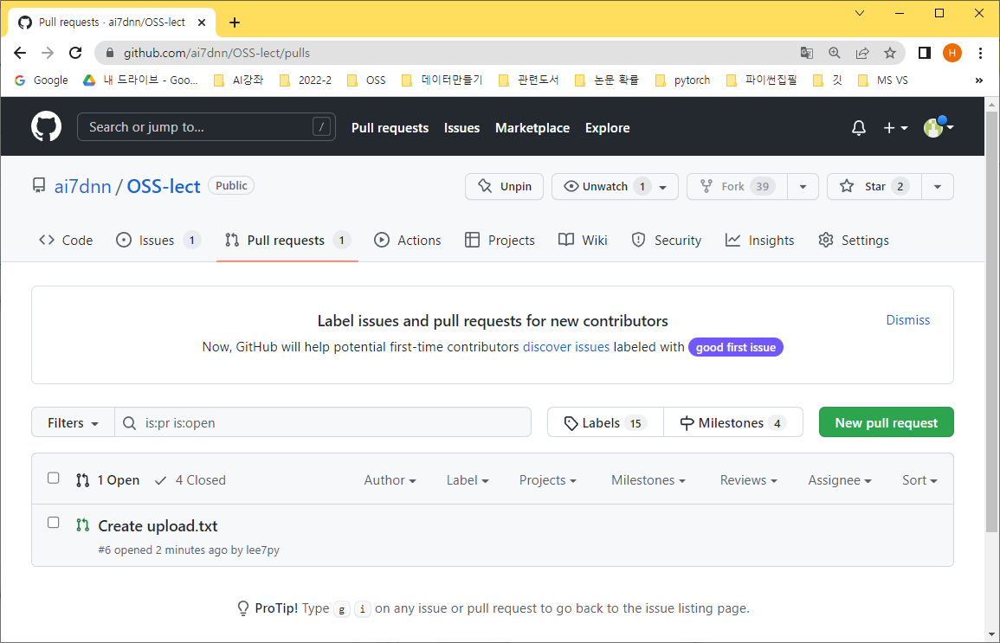 Pull requests · ai7dnn/OSS-lect
github.com/ai7dnn/OSS-lect/pulls
H
Google 내 드라이브 - Goo... AI강좌 2022-2 OSS 데이터만들기 관련도서 논문 확률 pytorch 파이썬집필 깃 MS VS »
Search or jump to... / Pull requests Issues Marketplace Explore
ai7dnn / OSS-lect Public Unpin Unwatch 1 Fork 39 Star 2
Code Issues 1 Pull requests 1 Actions Projects Wiki Security Insights Settings
Label issues and pull requests for new contributors Dismiss
Now, GitHub will help potential first-time contributors discover issues labeled with good first issue
Filters is:pr is:open Labels 15 Milestones 4 New pull request
1 Open 4 Closed Author Label Projects Milestones Reviews Assignee Sort
Create upload.txt
#6 opened 2 minutes ago by lee7py
ProTip! Type g i on any issue or pull request to go back to the issue listing page.